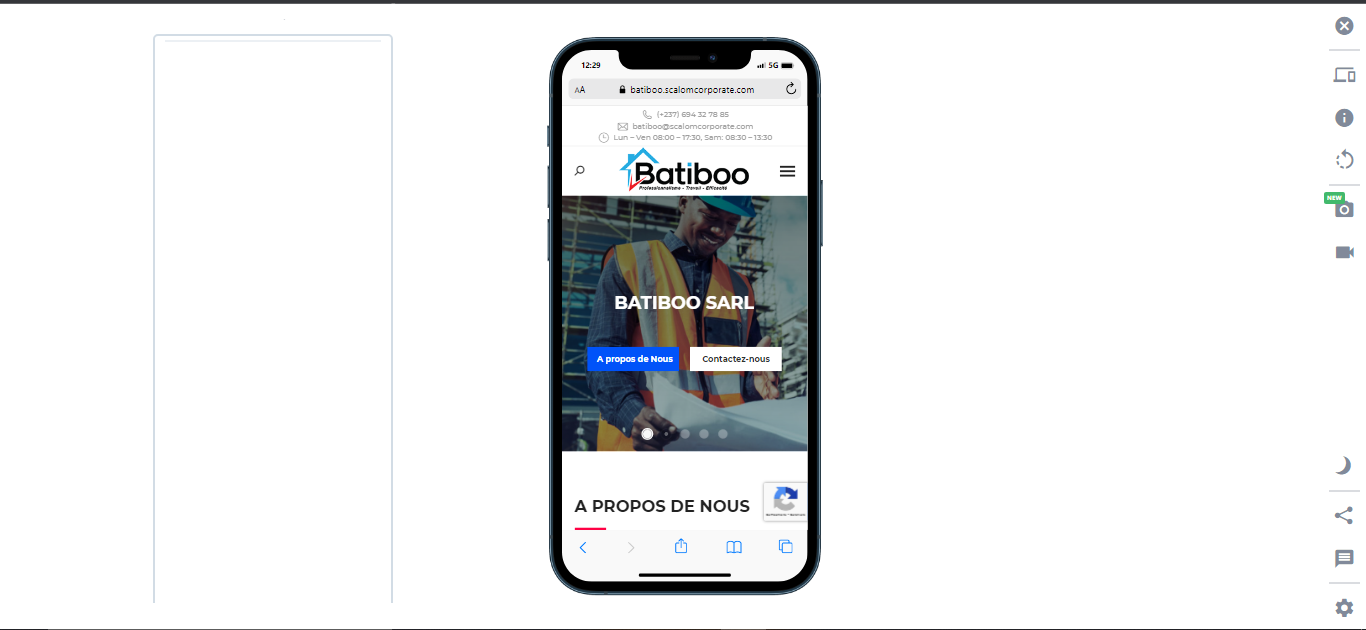 12:29
5G
AA
batiboo.scalomcorporate.com
(+237) 694 32 78 85
batiboo@scalomcorporate.com
Lun – Ven 08:00 – 17:30, Sam: 08:30 – 13:30
Batiboo
Professionnalisme - Travail - Efficacité
NEW
BATIBOO SARL
A propos de Nous
Contactez-nous
A PROPOS DE NOUS